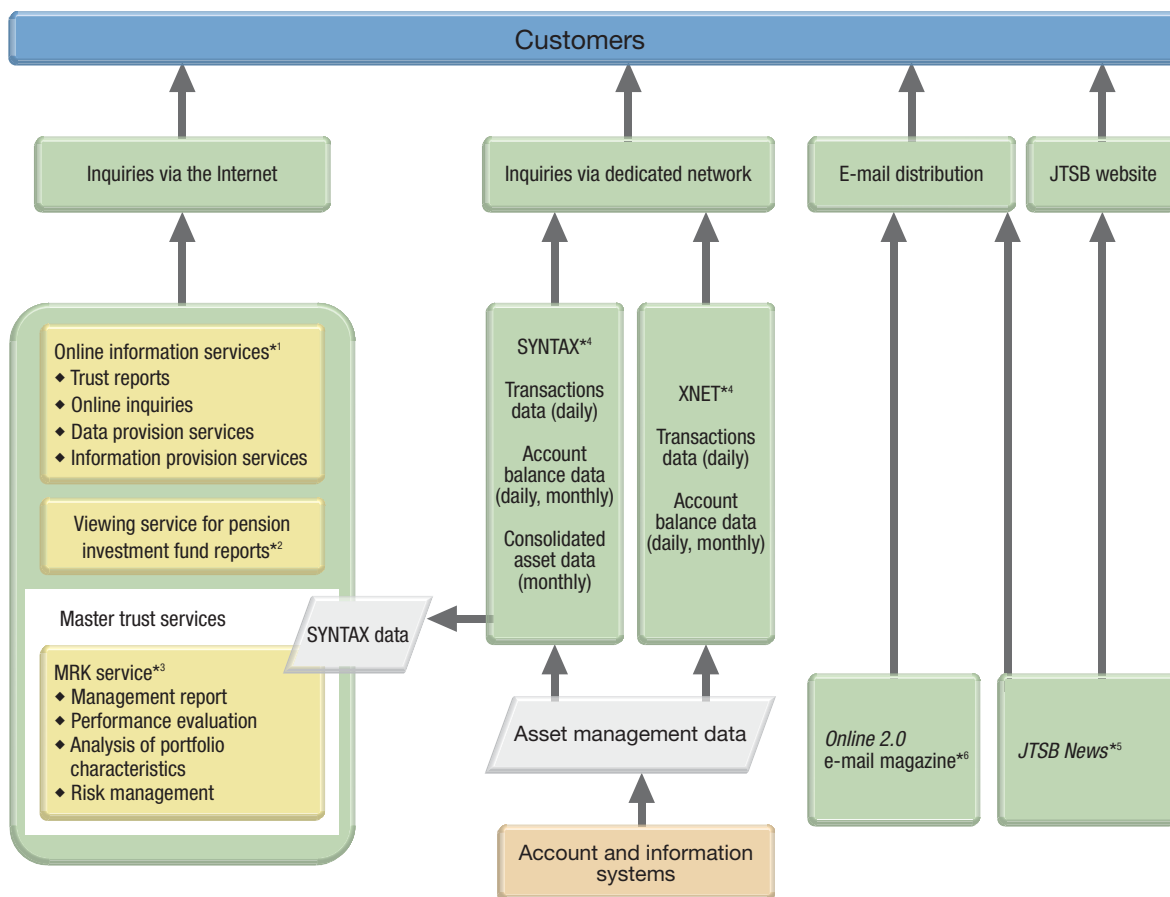 Customers
Inquiries via the Internet
Inquiries via dedicated network
E-mail distribution
JTSB website
Online information services*1
◆ Trust reports
◆ Online inquiries
◆ Data provision services
◆ Information provision services
Viewing service for pension
investment fund reports*2
Master trust services
MRK service*3
◆ Management report
◆ Performance evaluation
◆ Analysis of portfolio
characteristics
◆ Risk management
SYNTAX data
SYNTAX*4
Transactions
data (daily)
Account
balance data
(daily, monthly)
Consolidated
asset data
(monthly)
XNET*4
Transactions
data (daily)
Account
balance data
(daily, monthly)
Asset management data
Account and information
systems
Online 2.0
e-mail magazine*6
JTSB News*5